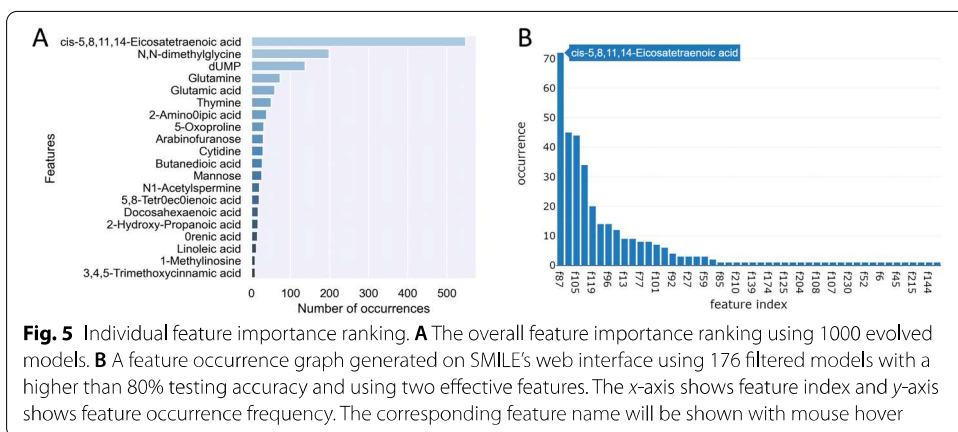 A
cis-5,8,11,14-Eicosatetraenoic acid
N,N-dimethylglycine
dUMP
Glutamine
Glutamic acid
Thymine
2-Amino0ipic acid
5-Oxoproline
Arabinofuranose
Cytidine
Butanedioic acid
Mannose
N1-Acetylspermine
5,8-Tetr0ec0ienoic acid
Docosahexaenoic acid
2-Hydroxy-Propanoic acid
0renic acid
Linoleic acid
1-Methylinosine
3,4,5-Trimethoxycinnamic acid
Features
0 100 200 300 400 500
Number of occurrences
B
cis-5,8,11,14-Eicosatetraenoic acid
70
60
50
40
30
20
10
0
occurrence
f87 f105 f119 f96 f13 f77 f101 f92 f27 f59 f85 f210 f139 f174 f125 f204 f108 f107 f230 f52 f6 f45 f215 f144
feature index
Fig. 5 Individual feature importance ranking. A The overall feature importance ranking using 1000 evolved
models. B A feature occurrence graph generated on SMILE's web interface using 176 filtered models with a
higher than 80% testing accuracy and using two effective features. The x-axis shows feature index and y-axis
shows feature occurrence frequency. The corresponding feature name will be shown with mouse hover